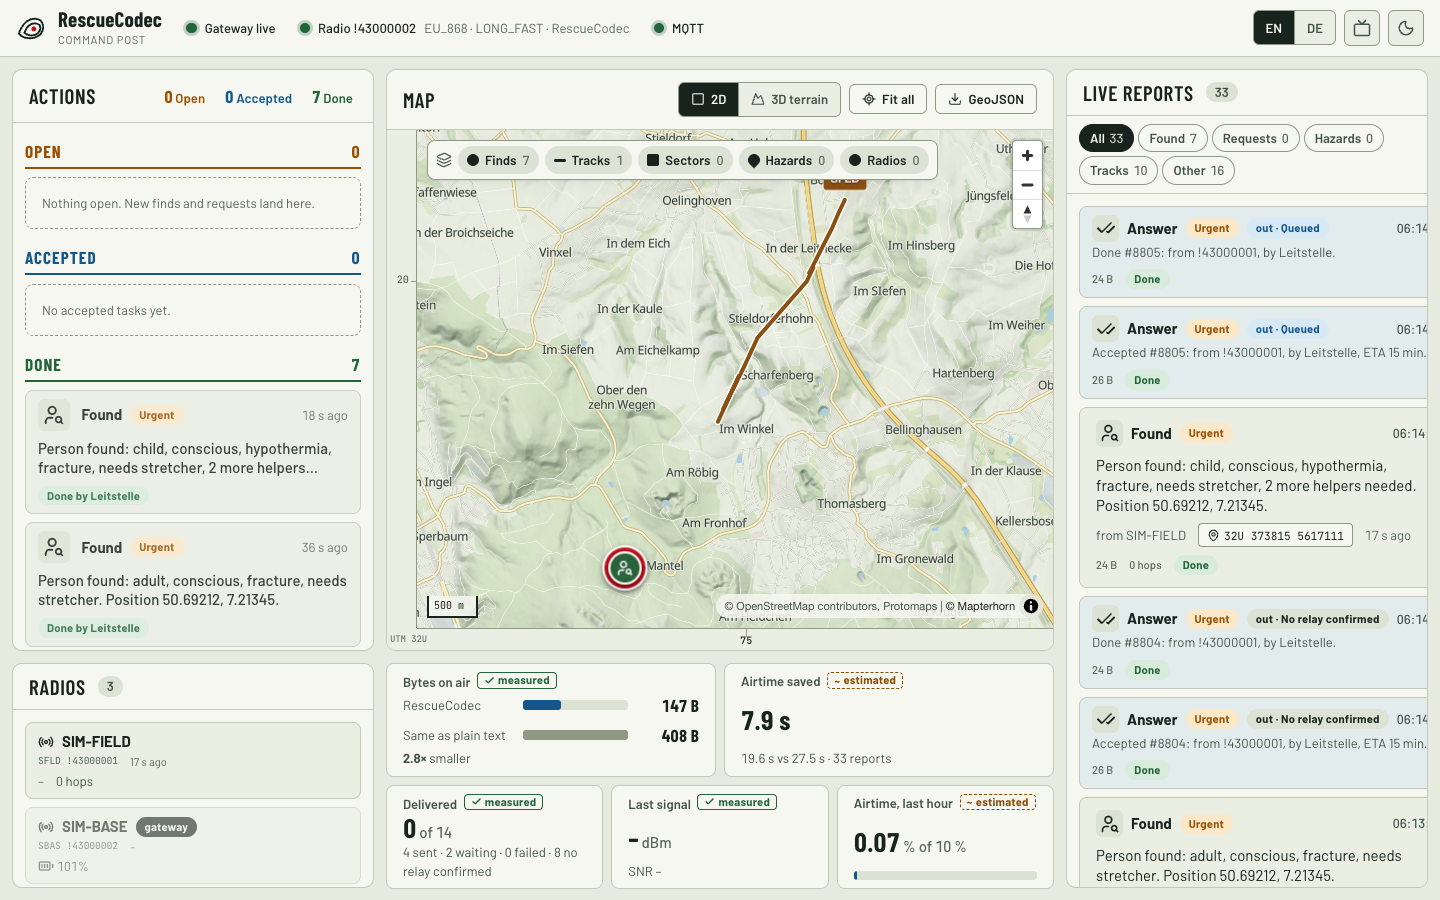 RescueCodec
COMMAND POST
Gateway live
Radio !43000002 EU_868 · LONG_FAST · RescueCodec
MQTT
EN DE
ACTIONS
0 Open 0 Accepted 7 Done
OPEN 0
Nothing open. New finds and requests land here.
ACCEPTED 0
No accepted tasks yet.
DONE 7
Found Urgent 18 s ago
Person found: child, conscious, hypothermia,
fracture, needs stretcher, 2 more helpers...
Done by Leitstelle
Found Urgent 36 s ago
Person found: adult, conscious, fracture, needs
stretcher. Position 50.69212, 7.21345.
Done by Leitstelle
RADIOS 3
SIM-FIELD
SFLD !43000001 17 s ago
– 0 hops
SIM-BASE gateway
SBAS !43000002 –
101%
MAP
2D 3D terrain Fit all GeoJSON
Finds 7 Tracks 1 Sectors 0 Hazards 0 Radios 0
Stieldorf
affenwiese
Oelinghoven
Jüngsfel
n der Broichseiche
Vinxel
In dem Eich
In der Lei ecke
Im Hinsberg
Die Hof
20
tein
In der Kaule
Im SIefen
Stieldorferhohn
Im Weiher
Im Siefen
Am Eichelkamp
Scharfenberg
Hartenberg
Ob
Ober den
zehn Wegen
Im Winkel
Bellinghausen
Am Röbig
In der Klause
n Ingel
Thomasberg
Am Fronhof
Kellersbos
perbaum
Im Gronewald
Mantel
500 m
© OpenStreetMap contributors, Protomaps | © Mapterhorn
UTM 32U
75
Bytes on air measured
RescueCodec 147 B
Same as plain text 408 B
2.8× smaller
Airtime saved ~ estimated
7.9 s
19.6 s vs 27.5 s · 33 reports
Delivered measured
0 of 14
4 sent · 2 waiting · 0 failed · 8 no
relay confirmed
Last signal measured
– dBm
SNR –
Airtime, last hour ~ estimated
0.07 % of 10 %
LIVE REPORTS 33
All 33 Found 7 Requests 0 Hazards 0
Tracks 10 Other 16
Answer Urgent out · Queued 06:14
Done #8805: from !43000001, by Leitstelle.
24 B Done
Answer Urgent out · Queued 06:14
Accepted #8805: from !43000001, by Leitstelle, ETA 15 min.
26 B Done
Found Urgent 06:14
Person found: child, conscious, hypothermia,
fracture, needs stretcher, 2 more helpers needed.
Position 50.69212, 7.21345.
from SIM-FIELD 32U 373815 5617111 17 s ago
24 B 0 hops Done
Answer Urgent out · No relay confirmed 06:14
Done #8804: from !43000001, by Leitstelle.
24 B Done
Answer Urgent out · No relay confirmed 06:14
Accepted #8804: from !43000001, by Leitstelle, ETA 15 min.
26 B Done
Found Urgent 06:13
Person found: adult, conscious, fracture, needs
stretcher. Position 50.69212, 7.21345.